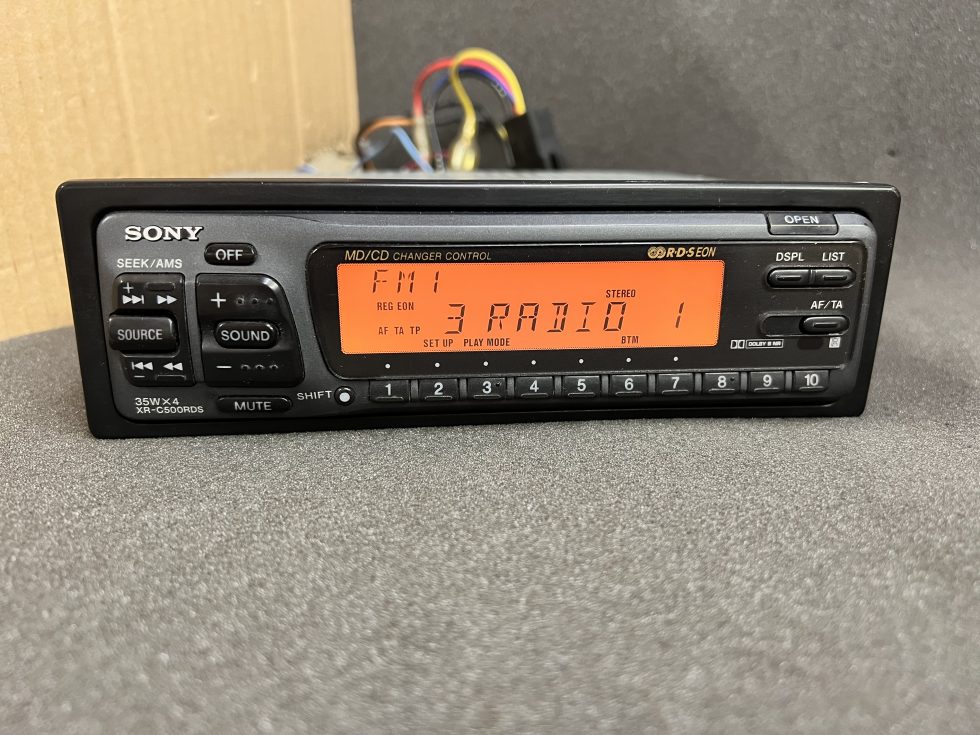 SONY
OFF
SEEK/AMS
+
SOURCE
−
+
SOUND
−
35W×4
XR-C500RDS
MUTE
SHIFT
MD/CD CHANGER CONTROL
R·D·S EON
FM1
REG EON
STEREO
AF TA TP
3 RADIO 1
SET UP PLAY MODE
BTM
1 2 3 4 5 6 7 8 9 10
OPEN
DSPL LIST
AF/TA
DOLBY B NR